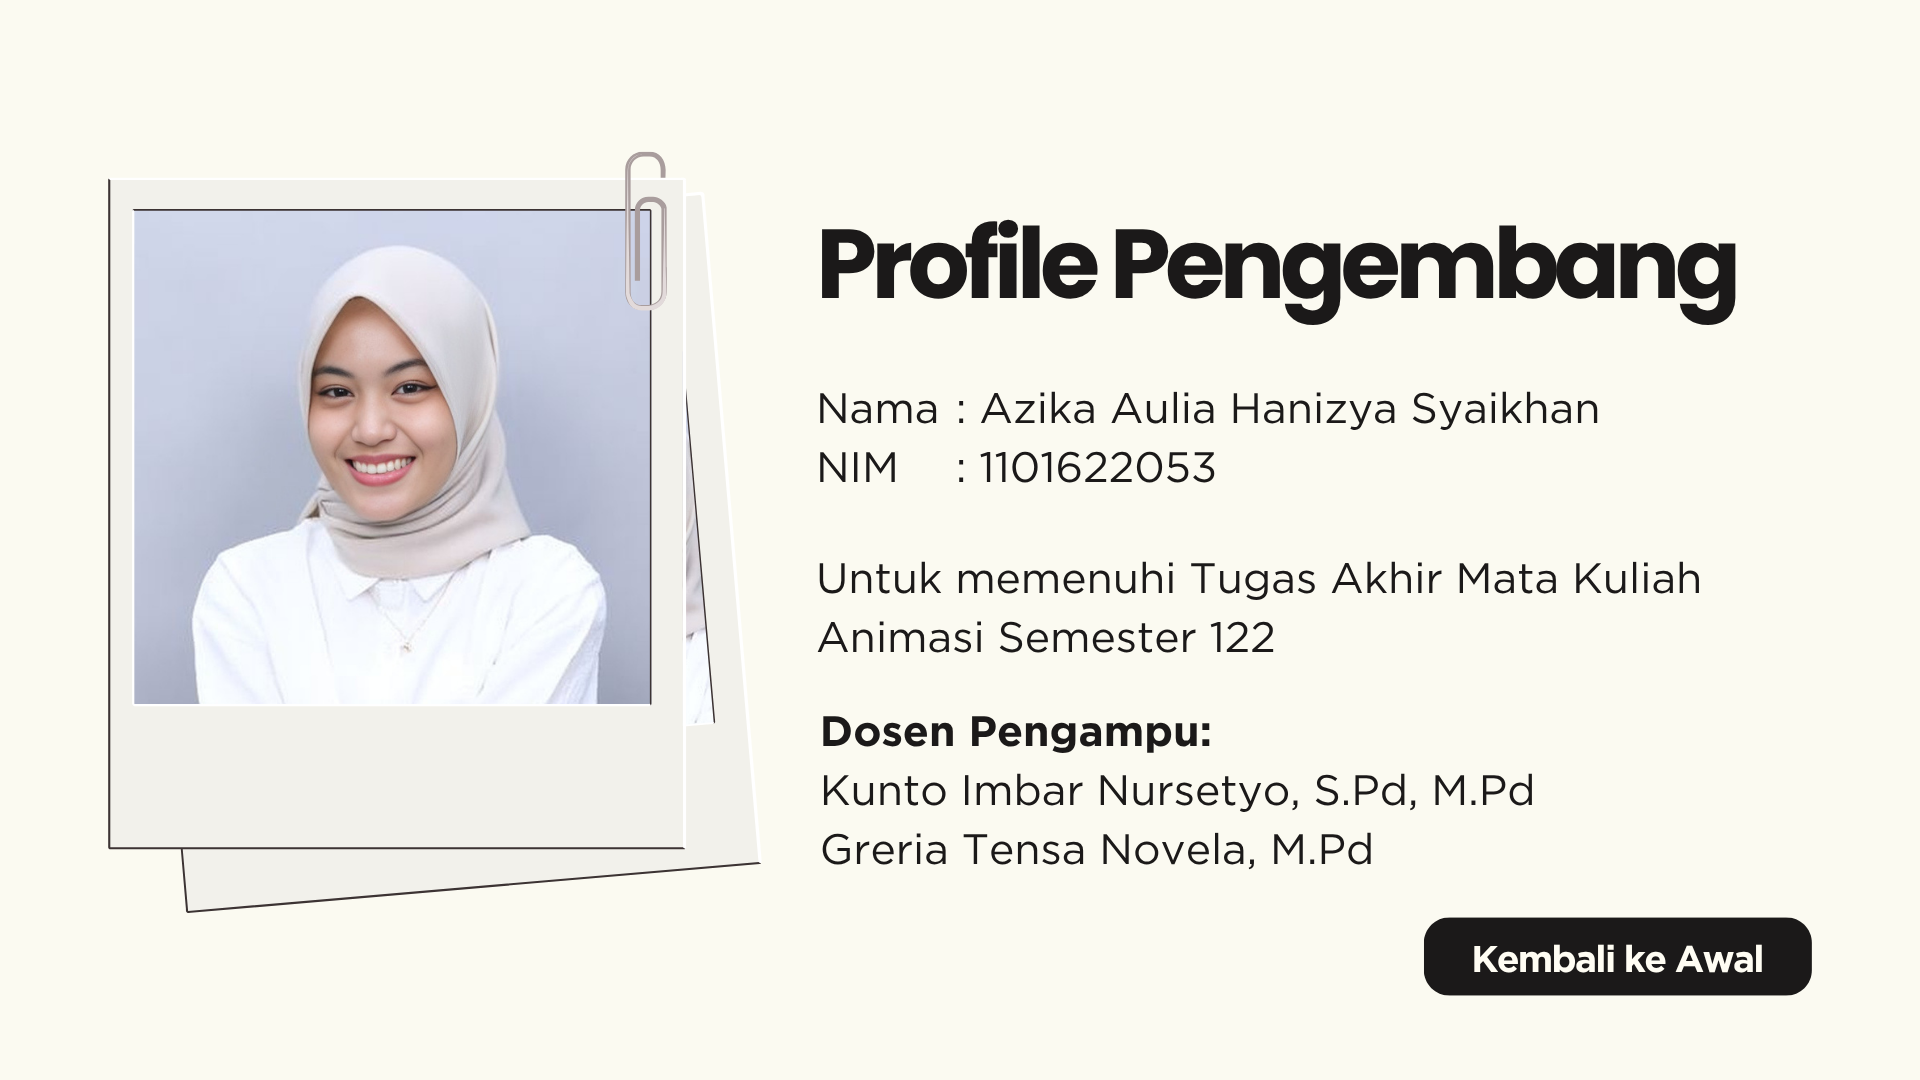 Profile Pengembang
Nama : Azika Aulia Hanizya Syaikhan
NIM : 1101622053
Untuk memenuhi Tugas Akhir Mata Kuliah
Animasi Semester 122
Dosen Pengampu:
Kunto Imbar Nursetyo, S.Pd, M.Pd
Greria Tensa Novela, M.Pd
Kembali ke Awal